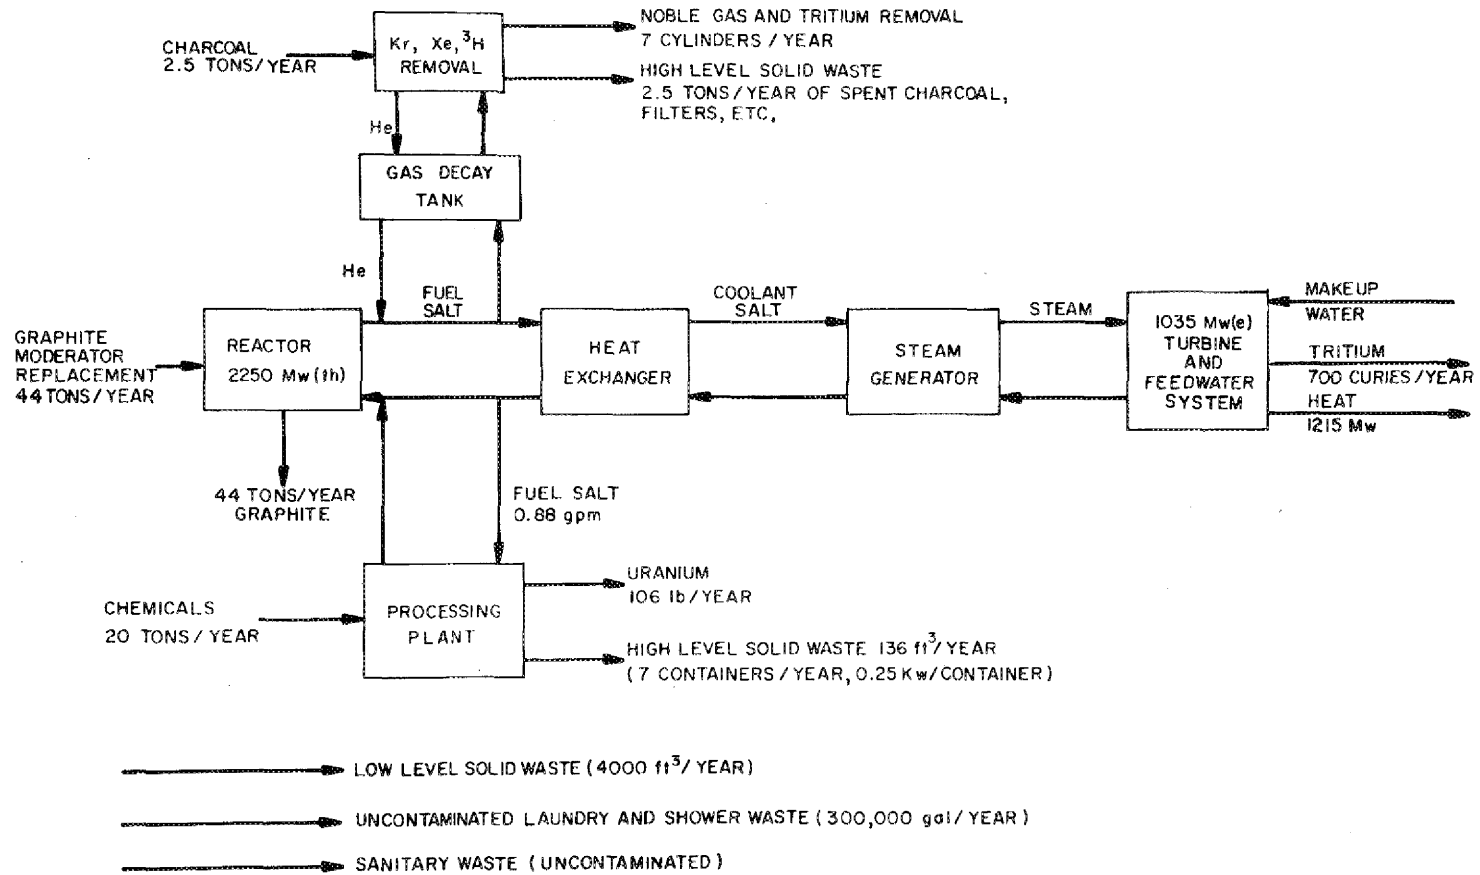 NOBLE GAS AND TRITIUM REMOVAL
7 CYLINDERS / YEAR
CHARCOAL
2.5 TONS/YEAR
Kr, Xe, ³H
REMOVAL
HIGH LEVEL SOLID WASTE
2.5 TONS/YEAR OF SPENT CHARCOAL,
FILTERS, ETC.
He
GAS DECAY
TANK
He
FUEL
SALT
COOLANT
SALT
STEAM
MAKEUP
WATER
GRAPHITE
MODERATOR
REPLACEMENT
44 TONS/YEAR
REACTOR
2250 Mw(th)
HEAT
EXCHANGER
STEAM
GENERATOR
1035 Mw(e)
TURBINE
AND
FEEDWATER
SYSTEM
TRITIUM
700 CURIES/YEAR
HEAT
1215 Mw
44 TONS/YEAR
GRAPHITE
FUEL SALT
0.88 gpm
CHEMICALS
20 TONS/YEAR
PROCESSING
PLANT
URANIUM
106 lb/YEAR
HIGH LEVEL SOLID WASTE 136 ft³/YEAR
(7 CONTAINERS/YEAR, 0.25 Kw/CONTAINER)
LOW LEVEL SOLID WASTE (4000 ft³/YEAR)
UNCONTAMINATED LAUNDRY AND SHOWER WASTE (300,000 gal/YEAR)
SANITARY WASTE (UNCONTAMINATED)